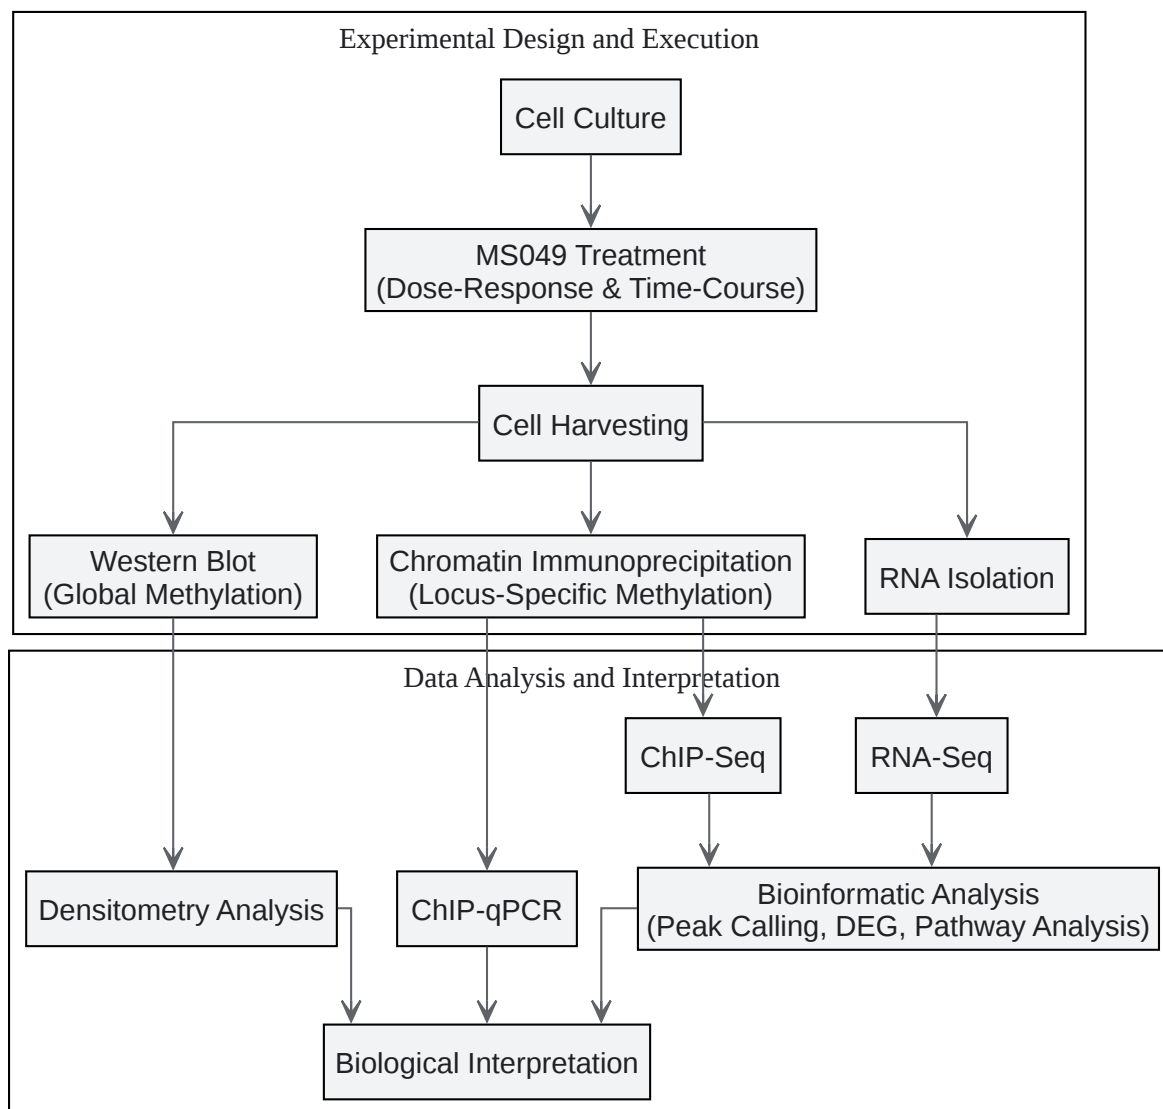 Experimental Design and Execution
Cell Culture
MS049 Treatment
(Dose-Response & Time-Course)
Cell Harvesting
Western Blot
(Global Methylation)
Chromatin Immunoprecipitation
(Locus-Specific Methylation)
RNA Isolation
Data Analysis and Interpretation
ChIP-Seq
RNA-Seq
Densitometry Analysis
ChIP-qPCR
Bioinformatic Analysis
(Peak Calling, DEG, Pathway Analysis)
Biological Interpretation